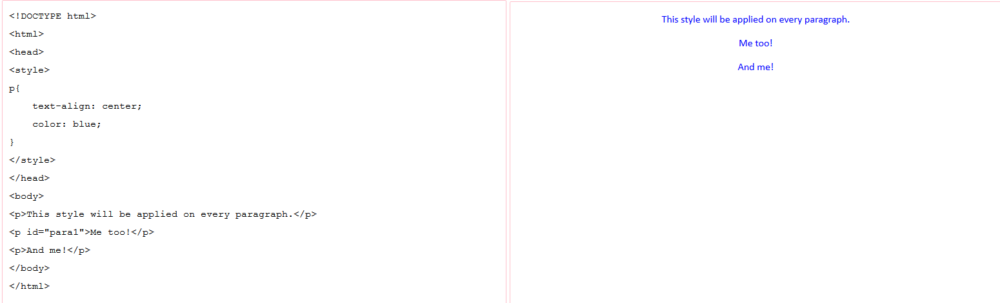 <!DOCTYPE html>
<html>
<head>
<style>
p{
    text-align: center;
    color: blue;
}
</style>
</head>
<body>
<p>This style will be applied on every paragraph.</p>
<p id="para1">Me too!</p>
<p>And me!</p>
</body>
</html>
This style will be applied on every paragraph.
Me too!
And me!